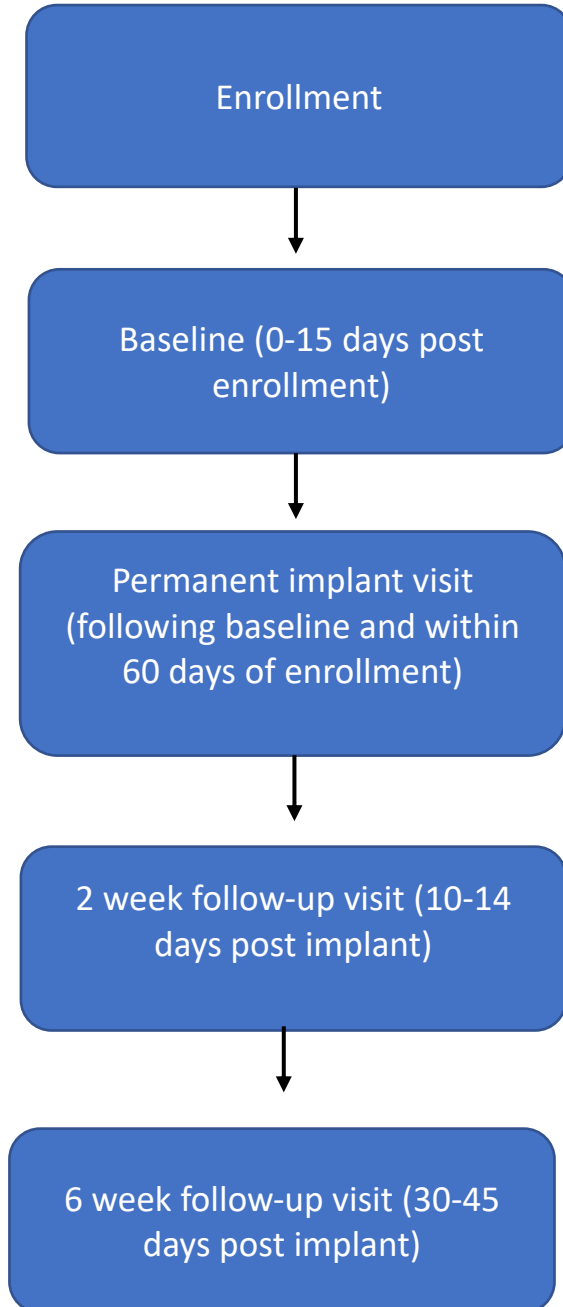 Enrollment
Baseline (0-15 days post
enrollment)
Permanent implant visit
(following baseline and within
60 days of enrollment)
2 week follow-up visit (10-14
days post implant)
6 week follow-up visit (30-45
days post implant)